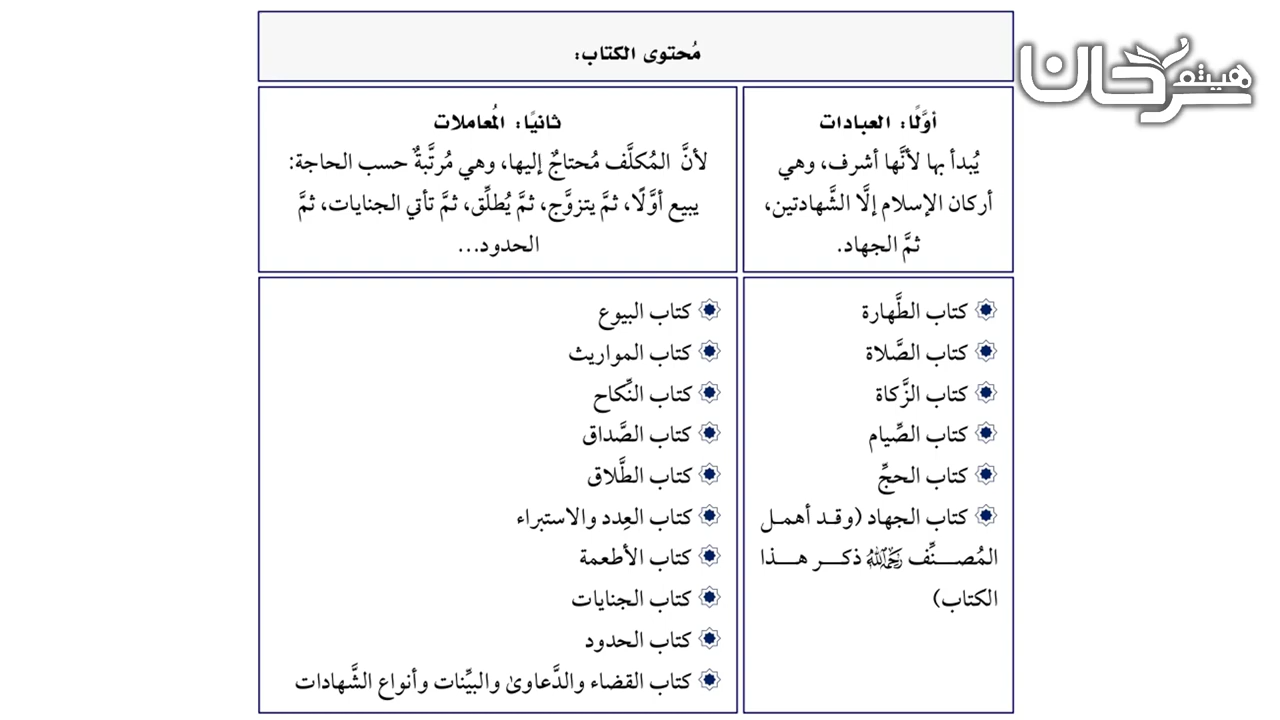 مُحتوى الكتاب:
هيثم سرحان
أوَّلًا: العبادات
يُبدأ بها لأنَّها أشرف، وهي
أركان الإسلام إلَّا الشَّهادتين،
ثمَّ الجهاد.
ثانيًا: المُعاملات
لأنَّ المُكلَّف مُحتاجٌ إليها، وهي مُرتَّبةٌ حسب الحاجة:
يبيع أوَّلًا، ثمَّ يتزوَّج، ثمَّ يُطلِّق، ثمَّ تأتي الجنايات، ثمَّ
الحدود...
كتاب الطَّهارة
كتاب الصَّلاة
كتاب الزَّكاة
كتاب الصِّيام
كتاب الحجِّ
كتاب الجهاد (وقد أهمل
المُصنِّف رَحِمَهُ اللَّهُ ذكر هذا
الكتاب)
كتاب البيوع
كتاب المواريث
كتاب النِّكاح
كتاب الصَّداق
كتاب الطَّلاق
كتاب العِدد والاستبراء
كتاب الأطعمة
كتاب الجنايات
كتاب الحدود
كتاب القضاء والدَّعاوىٰ والبيِّنات وأنواع الشَّهادات